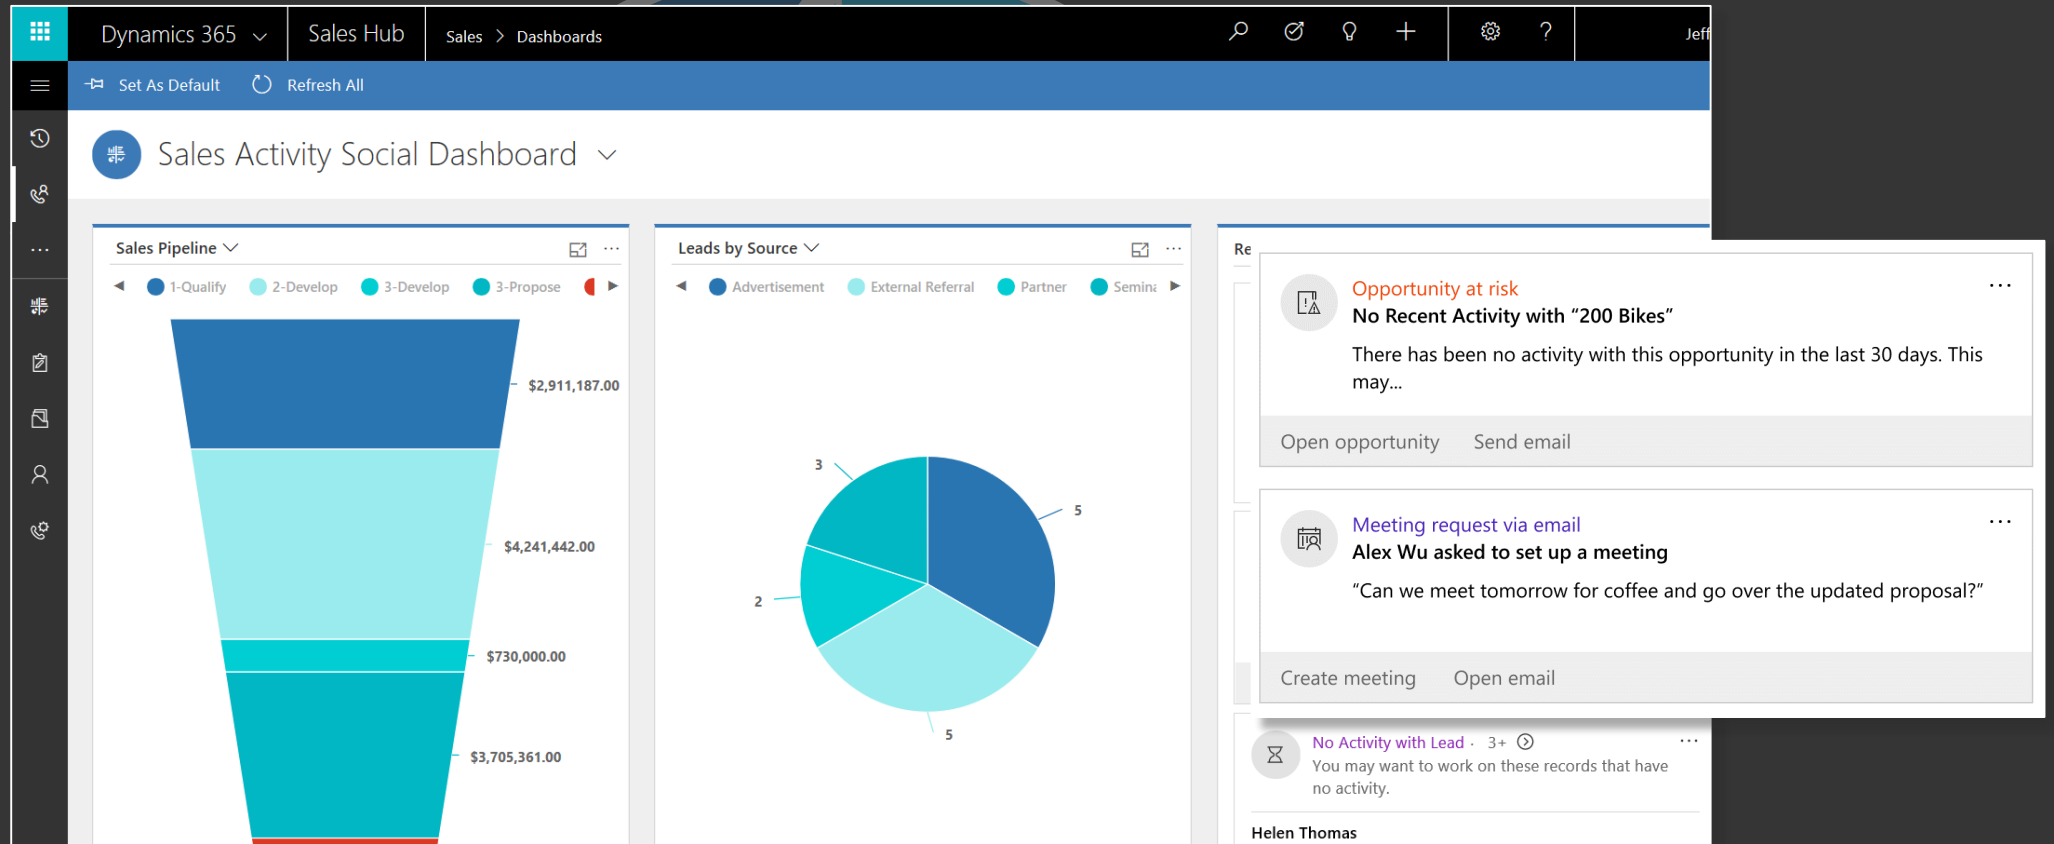 Dynamics 365
Sales Hub
Sales > Dashboards
?
Jeff
Set As Default
Refresh All
Sales Activity Social Dashboard
Sales Pipeline
1-Qualify
2-Develop
3-Develop
3-Propose
$2,911,187.00
$4,241,442.00
$730,000.00
$3,705,361.00
Leads by Source
Advertisement
External Referral
Partner
Semina
3
5
2
5
Re
Opportunity at risk
No Recent Activity with “200 Bikes”
There has been no activity with this opportunity in the last 30 days. This
may...
Open opportunity
Send email
Meeting request via email
Alex Wu asked to set up a meeting
“Can we meet tomorrow for coffee and go over the updated proposal?”
Create meeting
Open email
No Activity with Lead · 3+
You may want to work on these records that have
no activity.
Helen Thomas